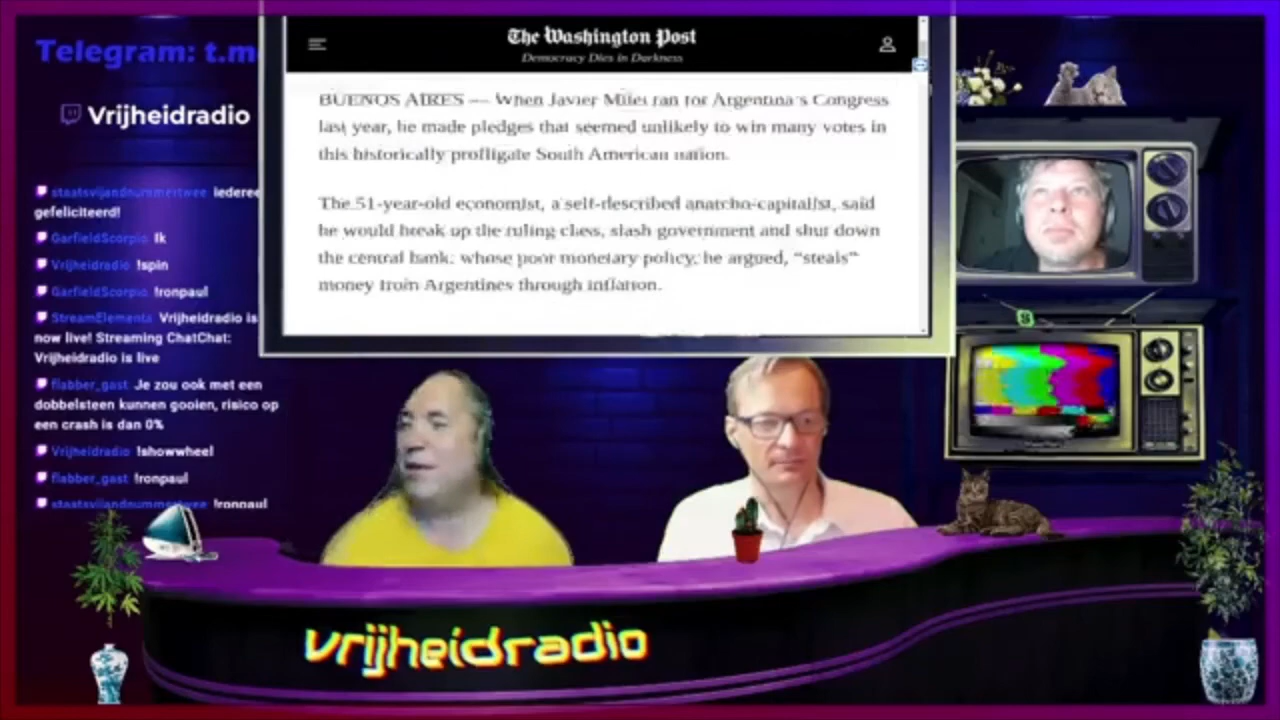 Telegram: t.m
Vrijheidradio
staatsvijandnummertwee Iederee
gefeliciteerd!
GarfieldScorpio Ik
Vrijheidradio !spin
GarfieldScorpio !ronpaul
StreamElements Vrijheidradio is
now live! Streaming ChatChat:
Vrijheidradio is live
flabber_gast Je zou ook met een
dobbelsteen kunnen gooien, risico op
een crash is dan 0%
Vrijheidradio !showwheel
flabber_gast !ronpaul
staatsvijandnummertwee !ronpaul
The Washington Post
Democracy Dies in Darkness
BUENOS AIRES — When Javier Milei ran for Argentina's Congress
last year, he made pledges that seemed unlikely to win many votes in
this historically profligate South American nation.
The 51-year-old economist, a self-described anarcho-capitalist, said
he would break up the ruling class, slash government and shut down
the central bank, whose poor monetary policy, he argued, “steals”
money from Argentines through inflation.
vrijheidradio